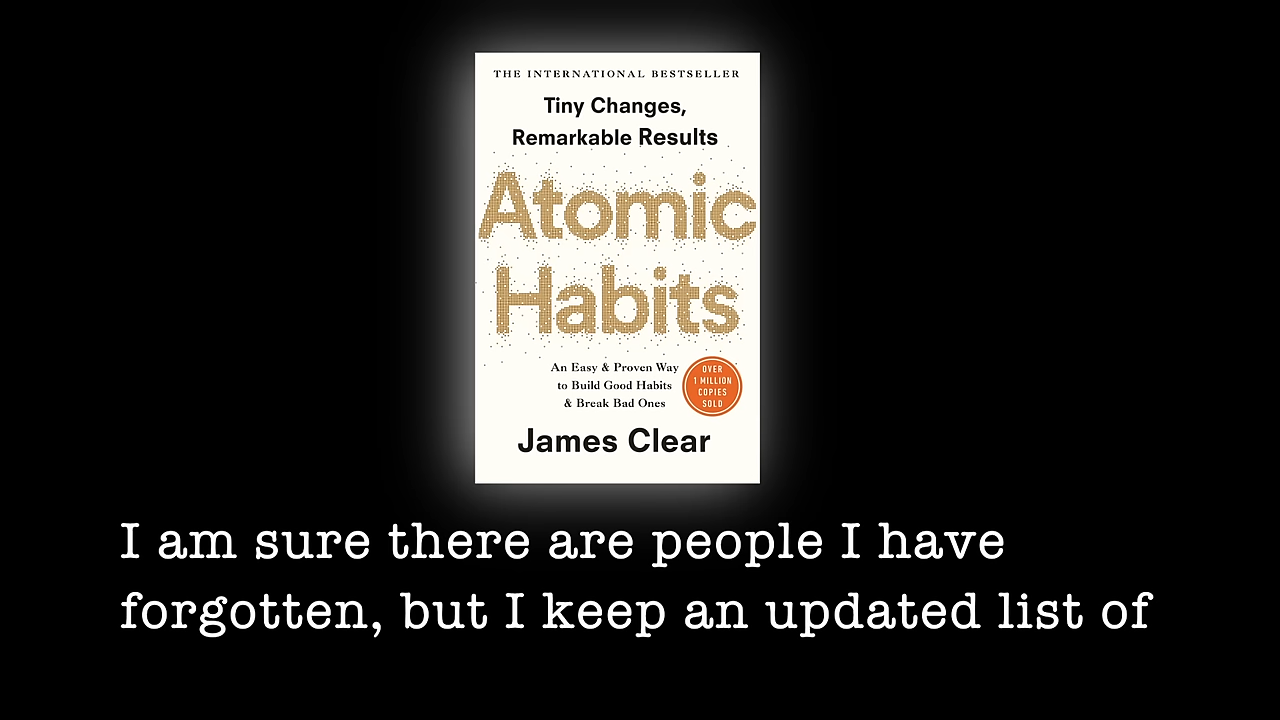 THE INTERNATIONAL BESTSELLER
Tiny Changes,
Remarkable Results
Atomic
Habits
An Easy & Proven Way
to Build Good Habits
& Break Bad Ones
OVER
1 MILLION
COPIES
SOLD
James Clear
I am sure there are people I have
forgotten, but I keep an updated list of